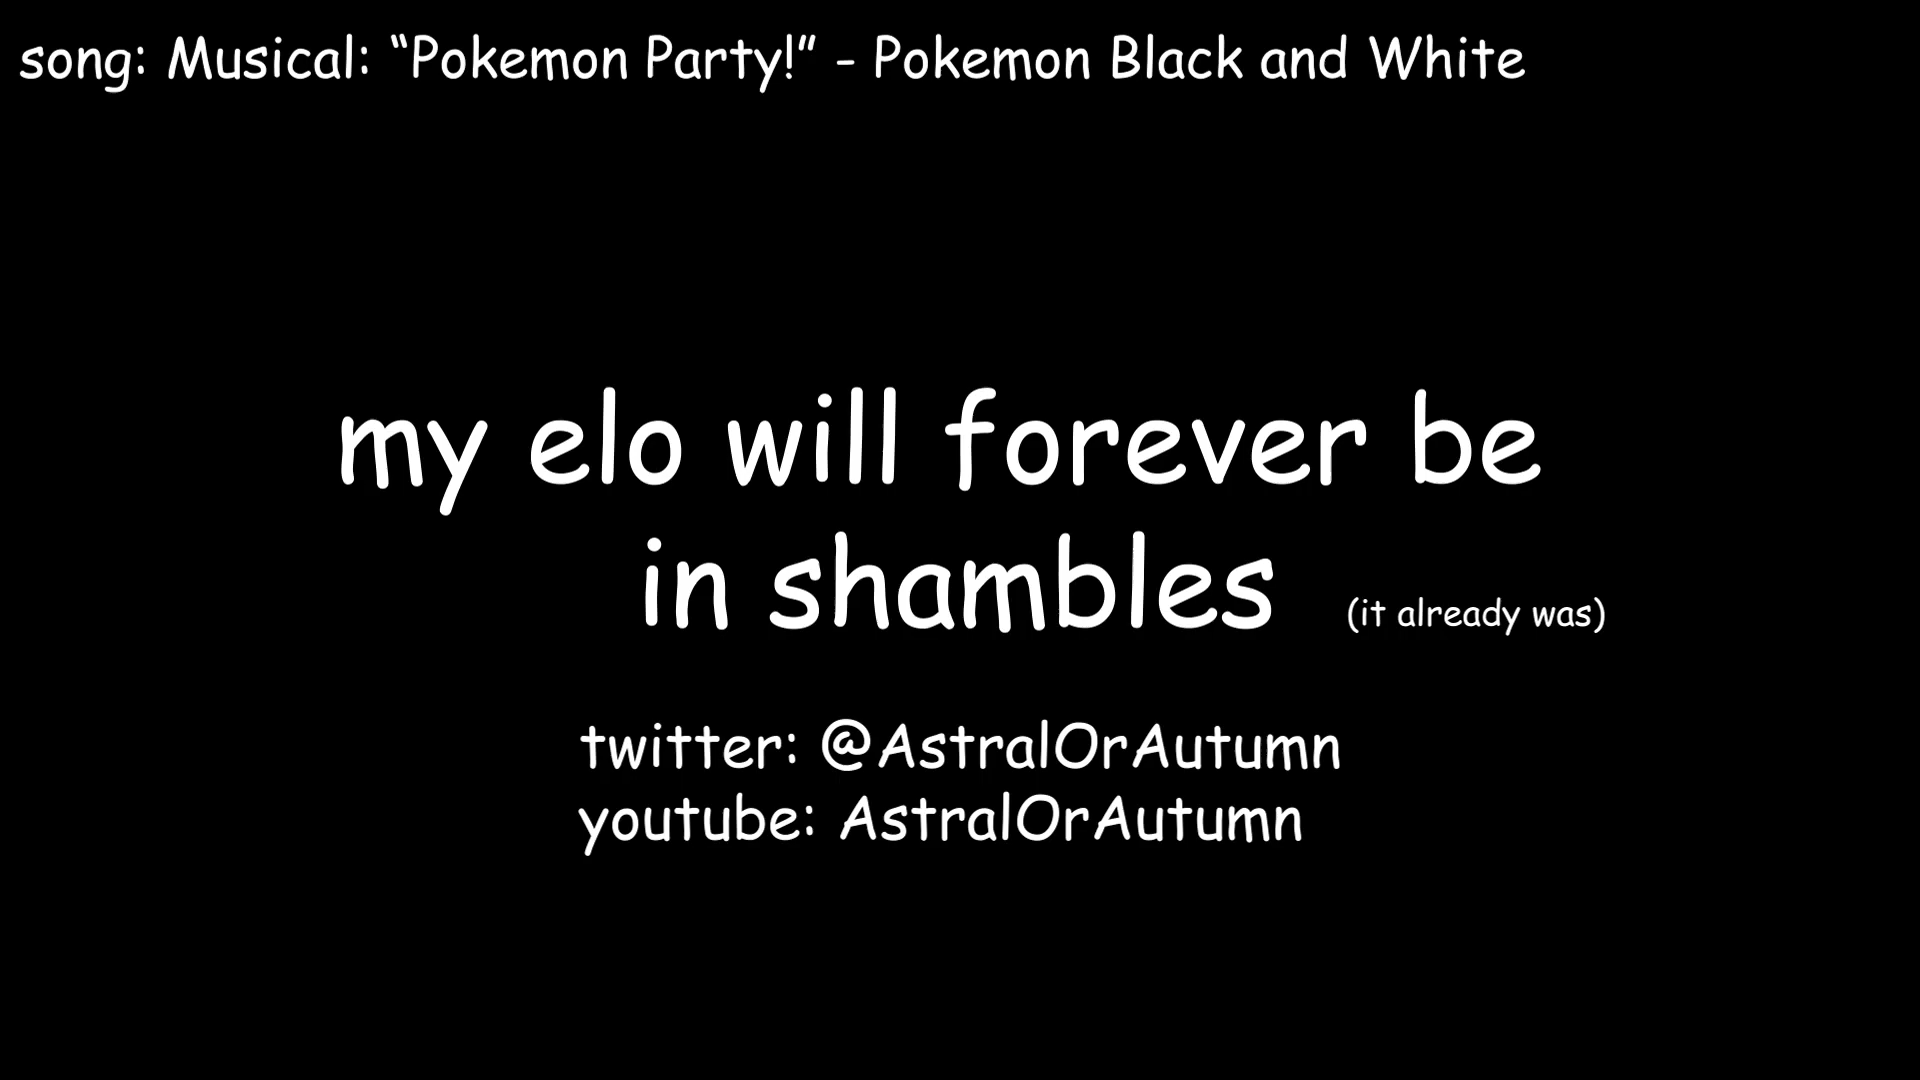 song: Musical: “Pokemon Party!” - Pokemon Black and White
my elo will forever be
in shambles (it already was)
twitter: @AstralOrAutumn
youtube: AstralOrAutumn